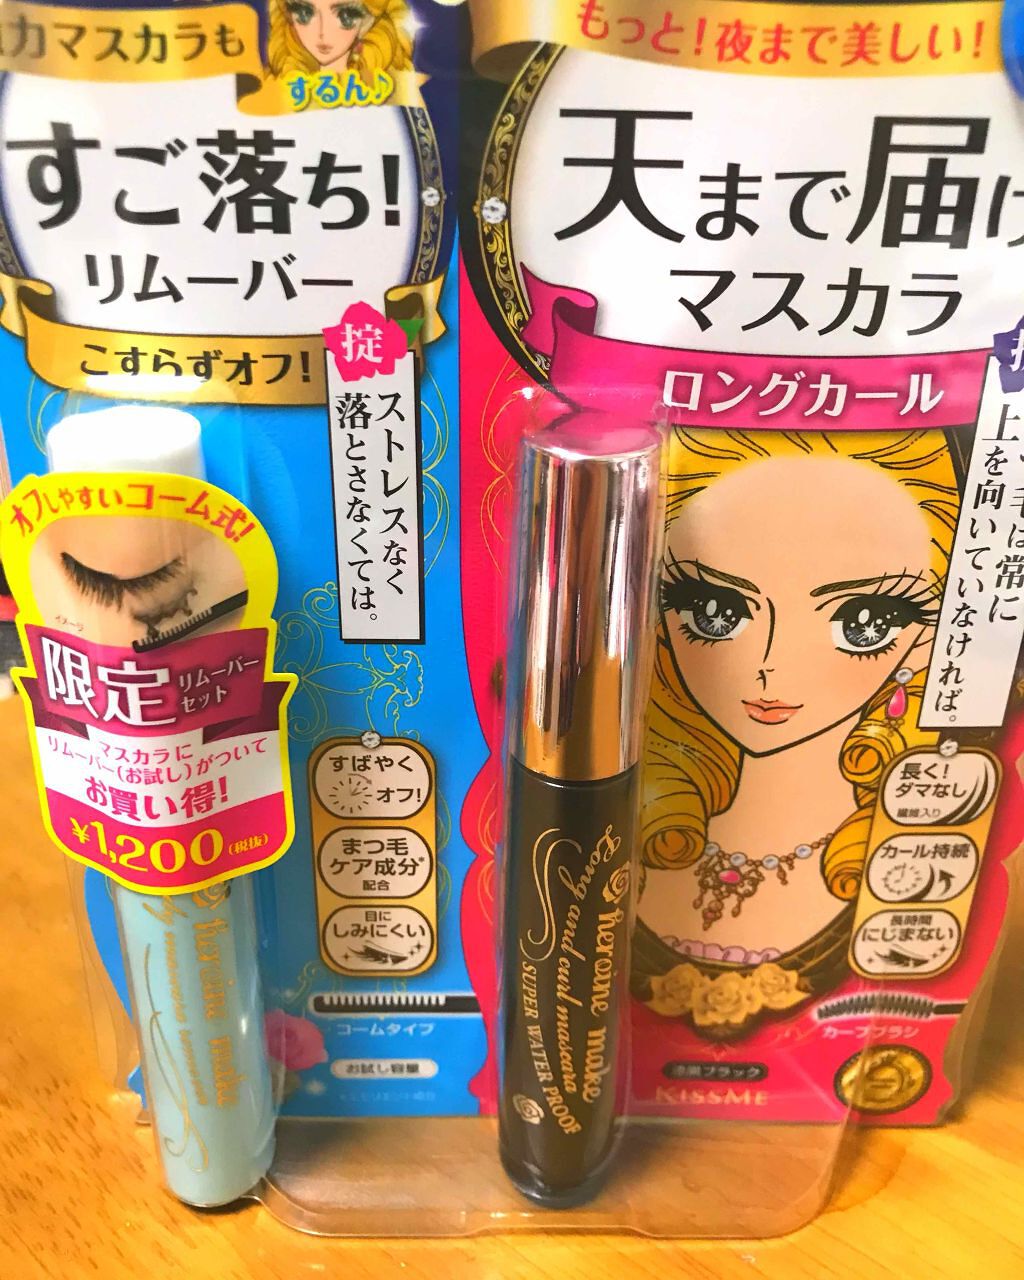 力マスカラも
するん♪
すご落ち!
リムーバー
こすらずオフ!
掟
ストレスなく
落とさなくては。
オフしやすいコーム式!
イメージ
限定
リムーバー
セット
マスカラに
リムーバー(お試し)がついて
お買い得!
¥1,200(税抜)
すばやく
オフ!
まつ毛
ケア成分*
配合
目に
しみにくい
コームタイプ
お試し容量
heroine make
もっと!夜まで美しい!
天まで届け
マスカラ
ロングカール
毛は常に
上を向いていなければ。
長く!
ダマなし
繊維入り
カール持続
長時間
にじまない
カーブブラシ
漆黒ブラック
KISSME
heroine make
Long and curl mascara
SUPER WATER PROOF